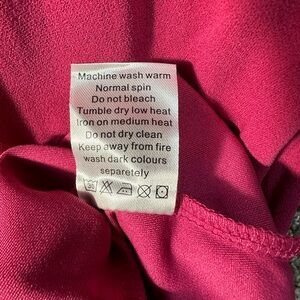 Machine wash warm
Normal spin
Do not bleach
Tumble dry low heat
Iron on medium heat
Do not dry clean
Keep away from fire
wash dark colours
separetely